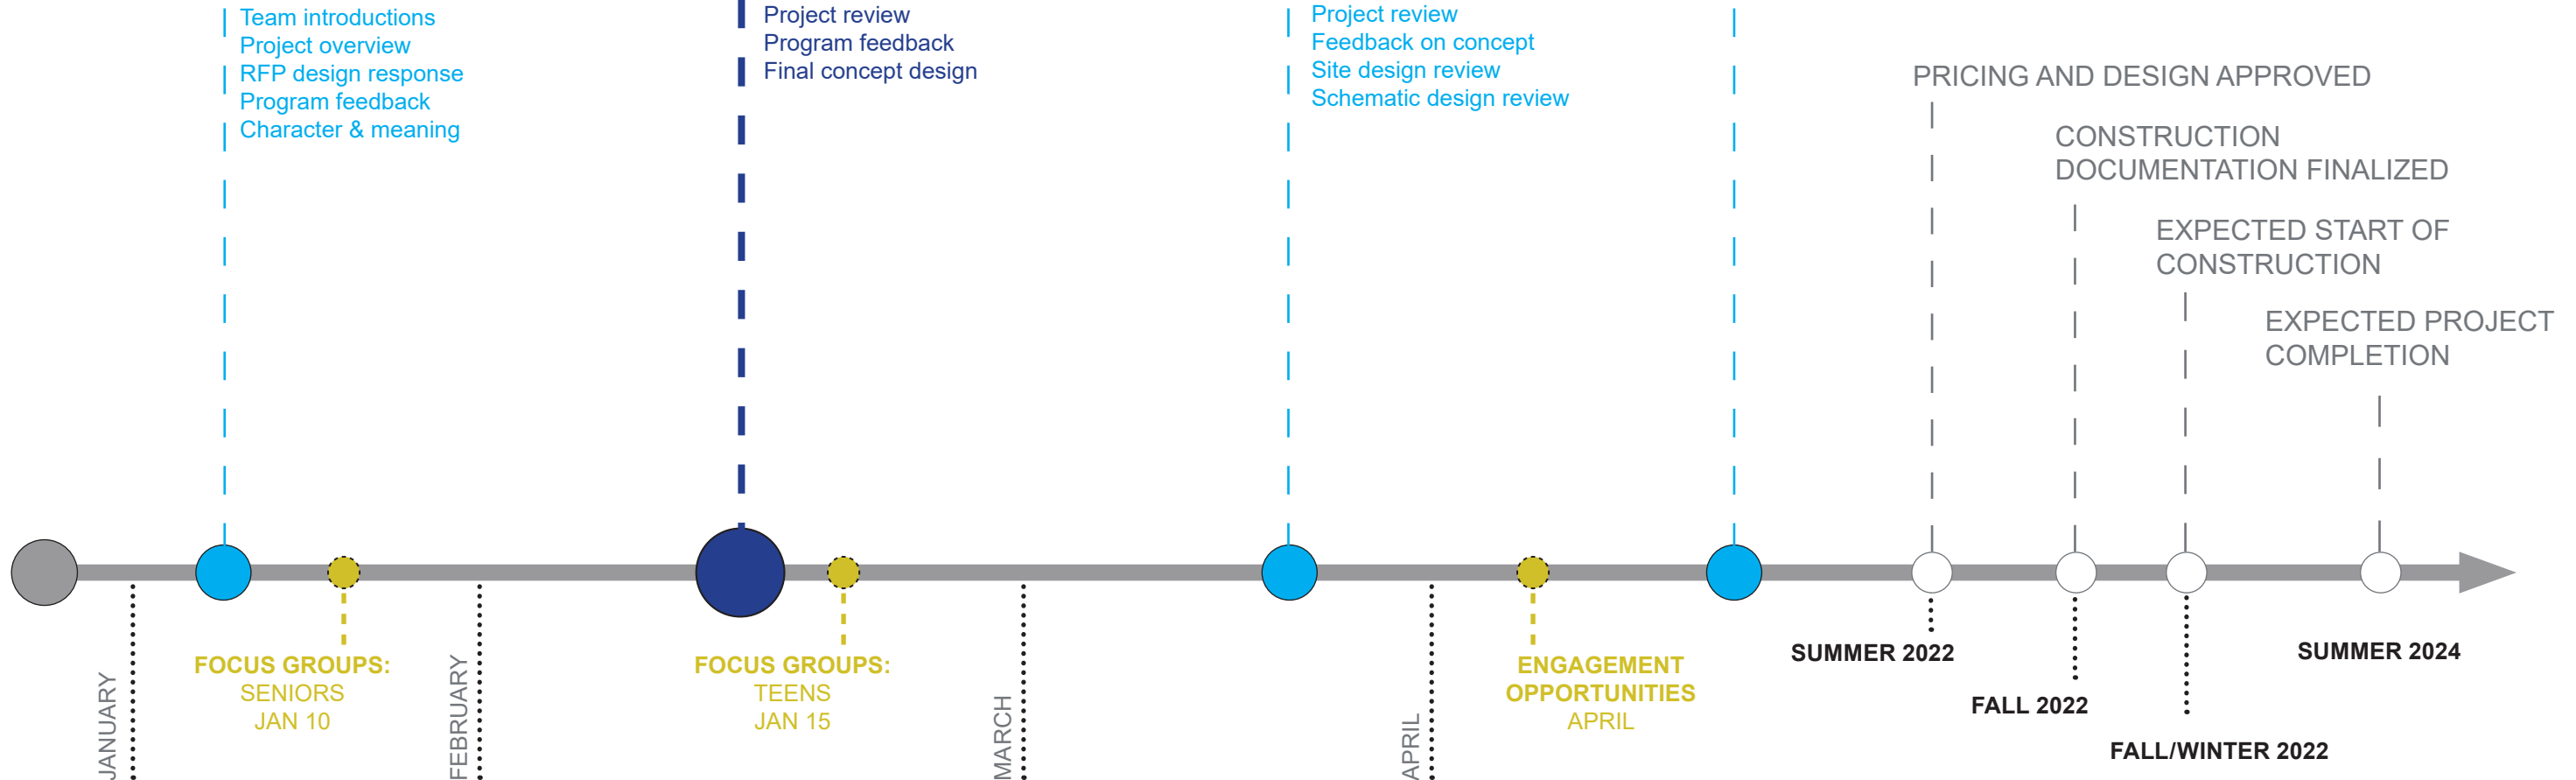 Team introductions
Project overview
RFP design response
Program feedback
Character & meaning
Project review
Program feedback
Final concept design
Project review
Feedback on concept
Site design review
Schematic design review
PRICING AND DESIGN APPROVED
CONSTRUCTION
DOCUMENTATION FINALIZED
EXPECTED START OF
CONSTRUCTION
EXPECTED PROJECT
COMPLETION
JANUARY
FOCUS GROUPS:
SENIORS
JAN 10
FEBRUARY
FOCUS GROUPS:
TEENS
JAN 15
MARCH
APRIL
ENGAGEMENT
OPPORTUNITIES
APRIL
SUMMER 2022
FALL 2022
FALL/WINTER 2022
SUMMER 2024